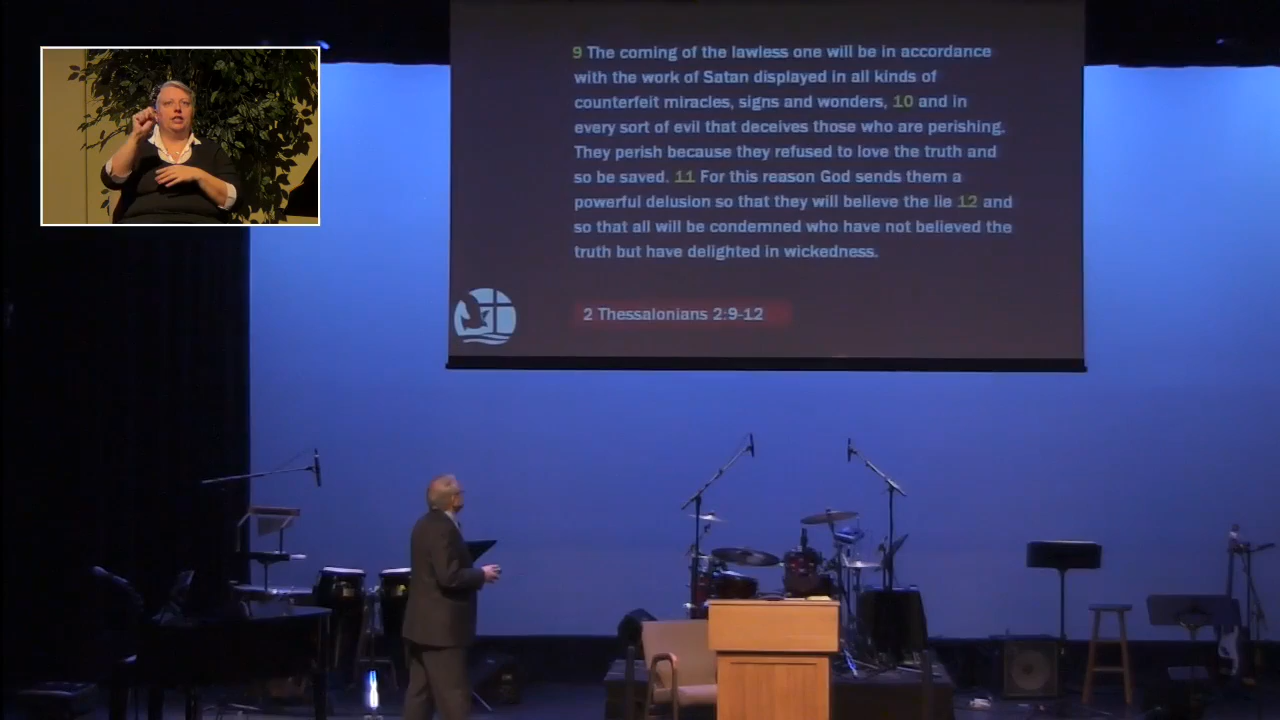 9 The coming of the lawless one will be in accordance
with the work of Satan displayed in all kinds of
counterfeit miracles, signs and wonders, 10 and in
every sort of evil that deceives those who are perishing.
They perish because they refused to love the truth and
so be saved. 11 For this reason God sends them a
powerful delusion so that they will believe the lie 12 and
so that all will be condemned who have not believed the
truth but have delighted in wickedness.
2 Thessalonians 2:9-12